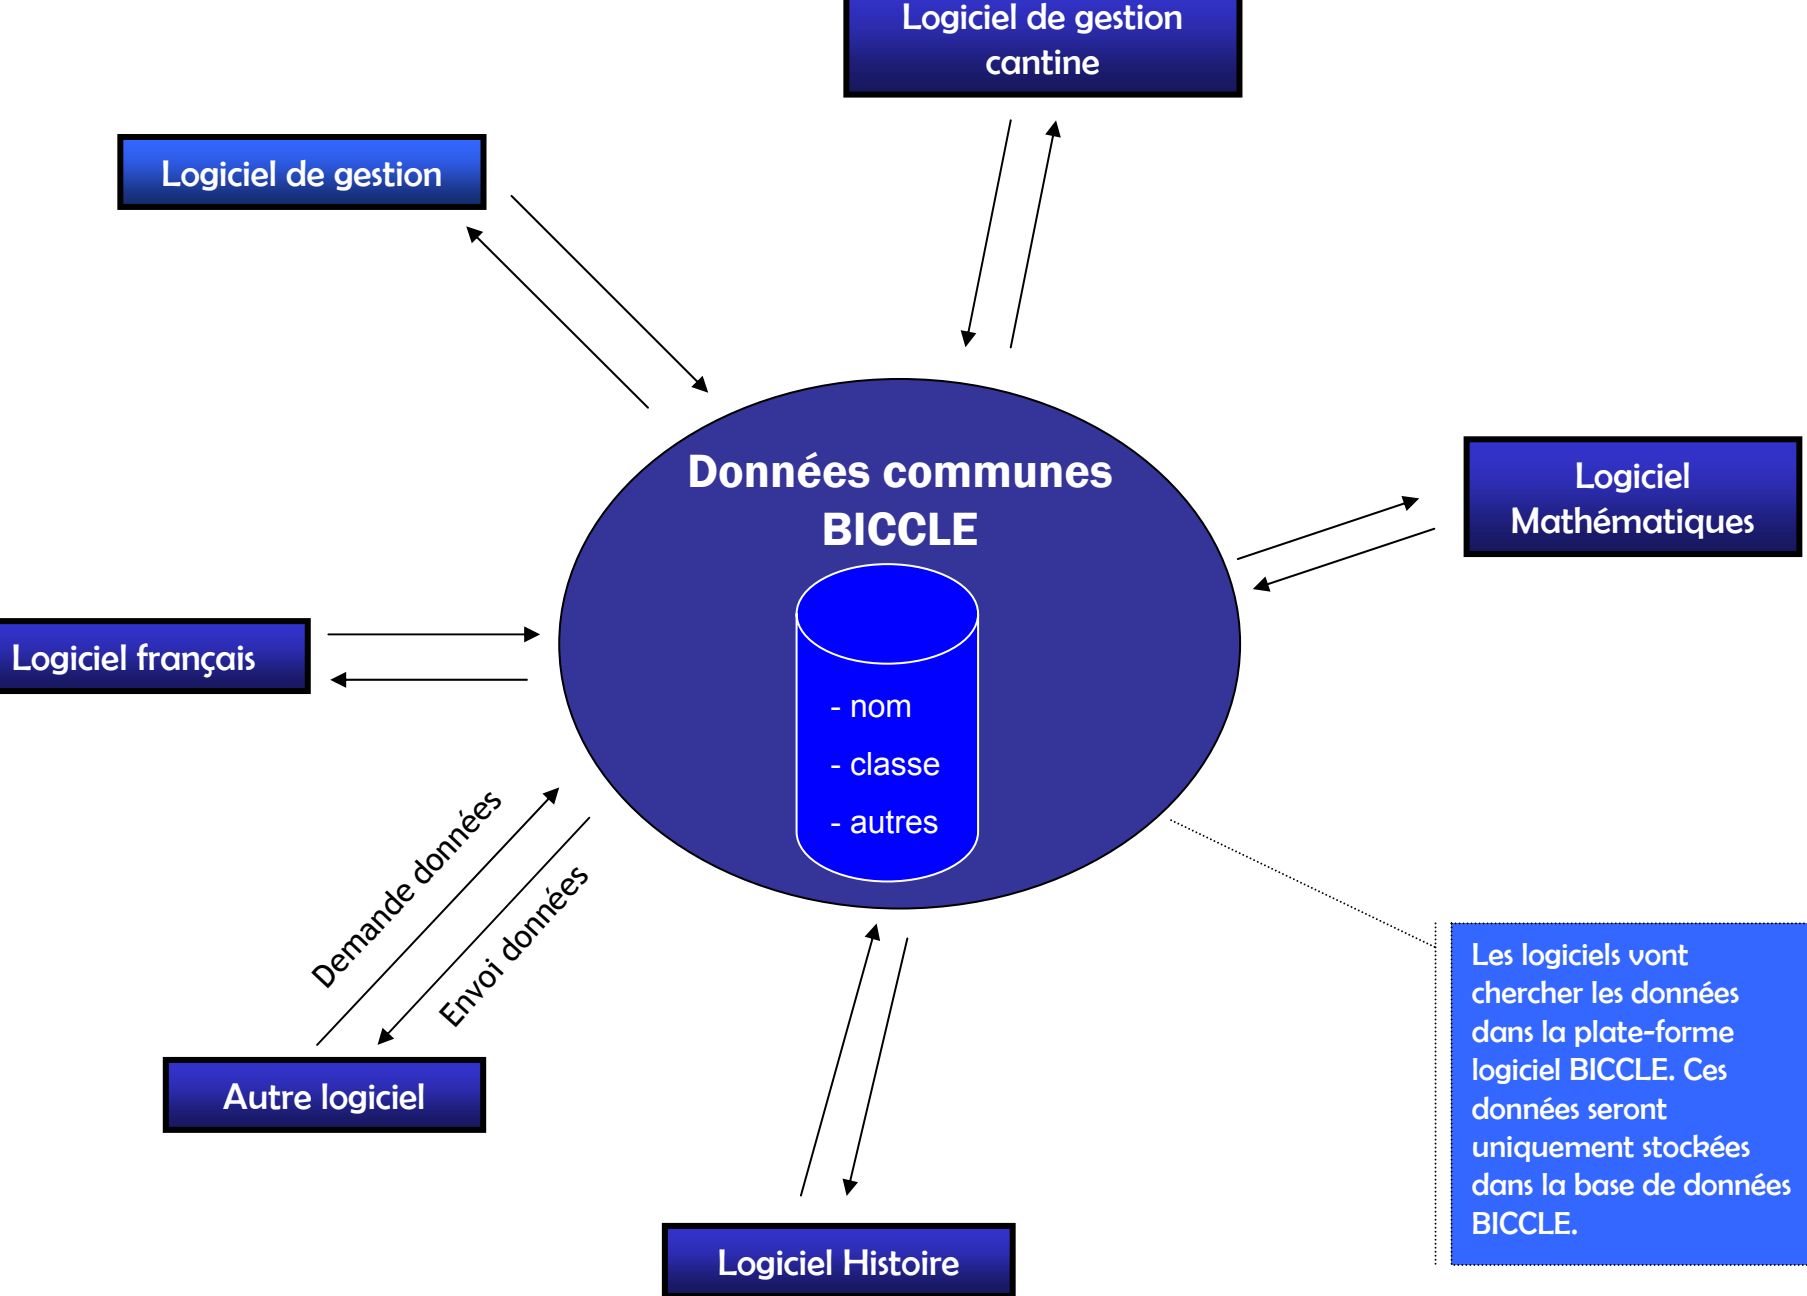 Logiciel de gestion
cantine
Logiciel de gestion
Données communes
BICCLE
Logiciel
Mathématiques
Logiciel français
- nom
- classe
- autres
Demande données
Envoi données
Les logiciels vont
chercher les données
dans la plate-forme
logiciel BICCLE. Ces
données seront
uniquement stockées
dans la base de données
BICCLE.
Autre logiciel
Logiciel Histoire